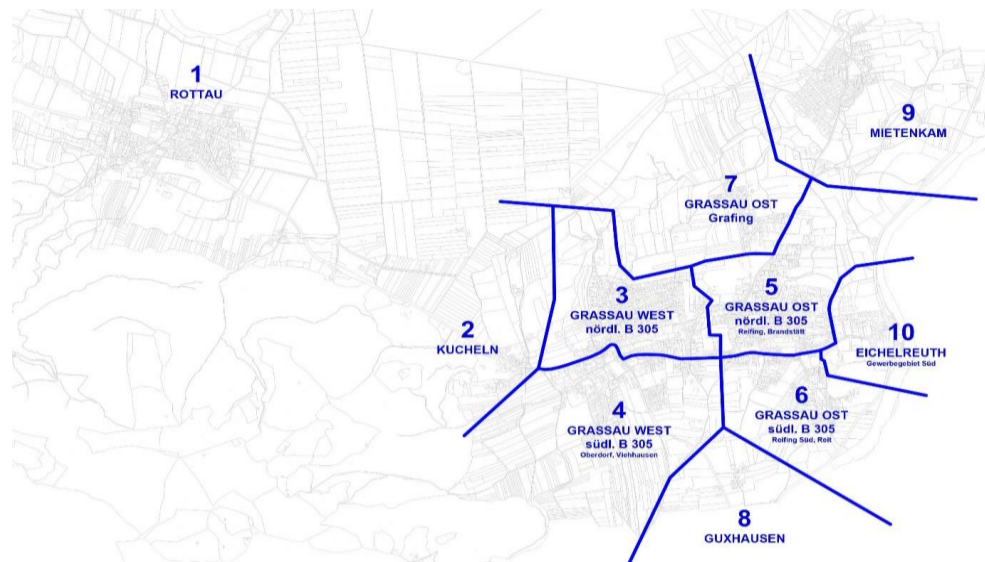 1
ROTTAU
9
MIETENKAM
7
GRASSAU OST
Grafing
3
GRASSAU WEST
nördl. B 305
5
GRASSAU OST
nördl. B 305
Reifing, Brandstätt
2
KUCHELN
10
EICHELREUTH
Gewerbegebiet Süd
4
GRASSAU WEST
südl. B 305
Oberdorf, Viehhausen
6
GRASSAU OST
südl. B 305
Reifing Süd, Reit
8
GUXHAUSEN